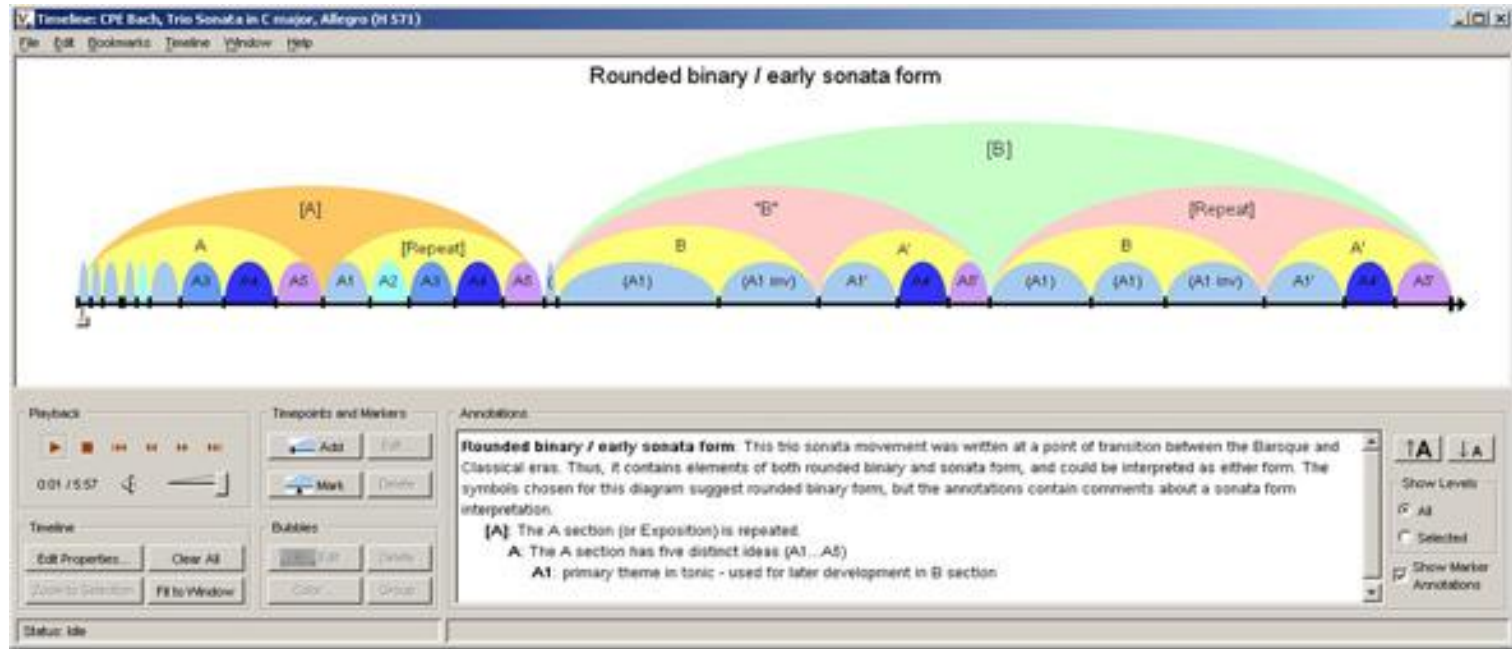 Timeline: CPE Bach, Trio Sonata in C major, Allegro (H 571)
File Edit Bookmarks Timeline Window Help
Rounded binary / early sonata form
[B]
[A] "B" [Repeat]
A [Repeat] B A' B A'
A3 A4 A5 A1 A2 A3 A4 A5 ( (A1) (A1 inv) A1' A4 A5' (A1) (A1) (A1 inv) A1' A4 A5'
Playback
0:01 / 5:57
Timepoints and Markers
Add Edit
Mark Delete
Timeline
Edit Properties... Clear All
Zoom to Selection Fit to Window
Bubbles
Edit Delete
Color... Group
Annotations
Rounded binary / early sonata form: This trio sonata movement was written at a point of transition between the Baroque and
Classical eras. Thus, it contains elements of both rounded binary and sonata form, and could be interpreted as either form. The
symbols chosen for this diagram suggest rounded binary form, but the annotations contain comments about a sonata form
interpretation.
[A]: The A section (or Exposition) is repeated.
A: The A section has five distinct ideas (A1...A5)
A1: primary theme in tonic - used for later development in B section
↑A ↓A
Show Levels
All
Selected
Show Marker
Annotations
Status: Idle